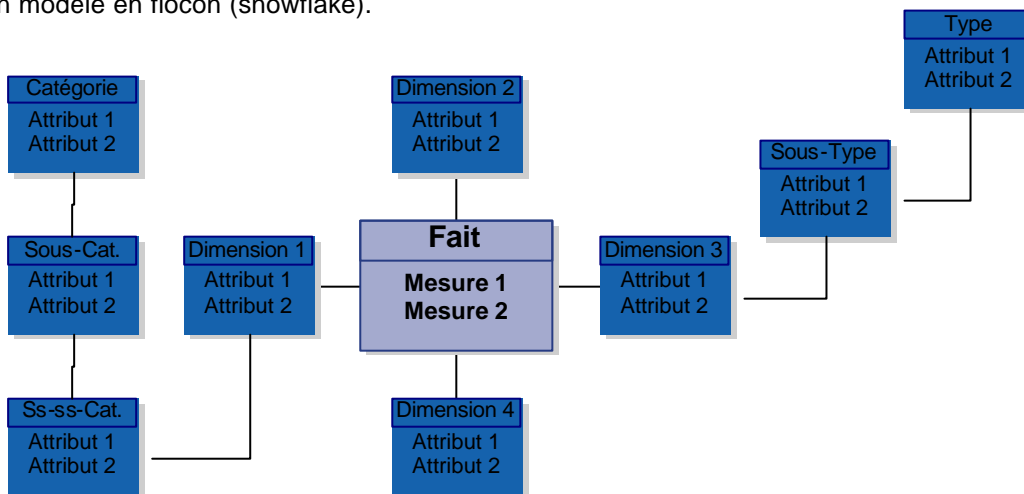 n modèle en flocon (snowflake).
Type
Attribut 1
Attribut 2
Catégorie
Attribut 1
Attribut 2
Dimension 2
Attribut 1
Attribut 2
Sous-Type
Attribut 1
Attribut 2
Sous-Cat.
Attribut 1
Attribut 2
Dimension 1
Attribut 1
Attribut 2
Fait
Mesure 1
Mesure 2
Dimension 3
Attribut 1
Attribut 2
Ss-ss-Cat.
Attribut 1
Attribut 2
Dimension 4
Attribut 1
Attribut 2